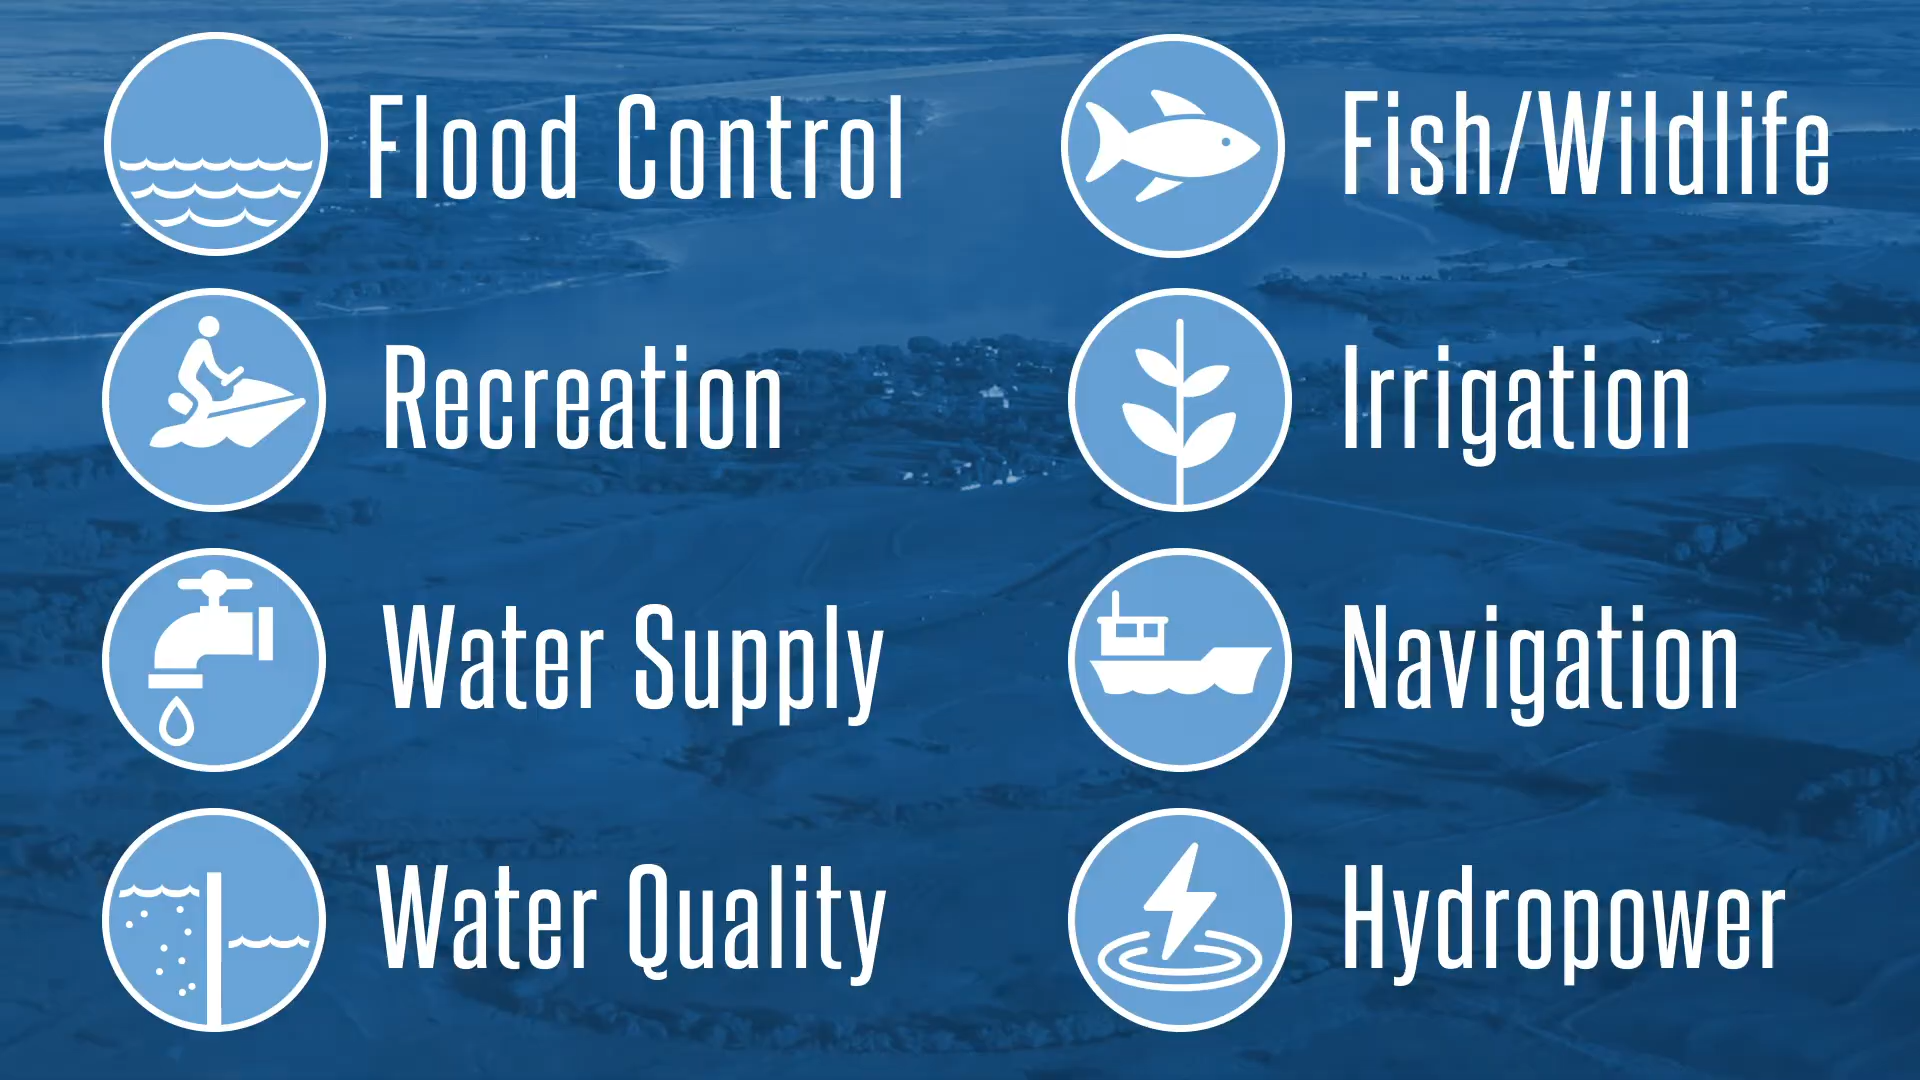 Flood Control
Recreation
Water Supply
Water Quality
Fish/Wildlife
Irrigation
Navigation
Hydropower